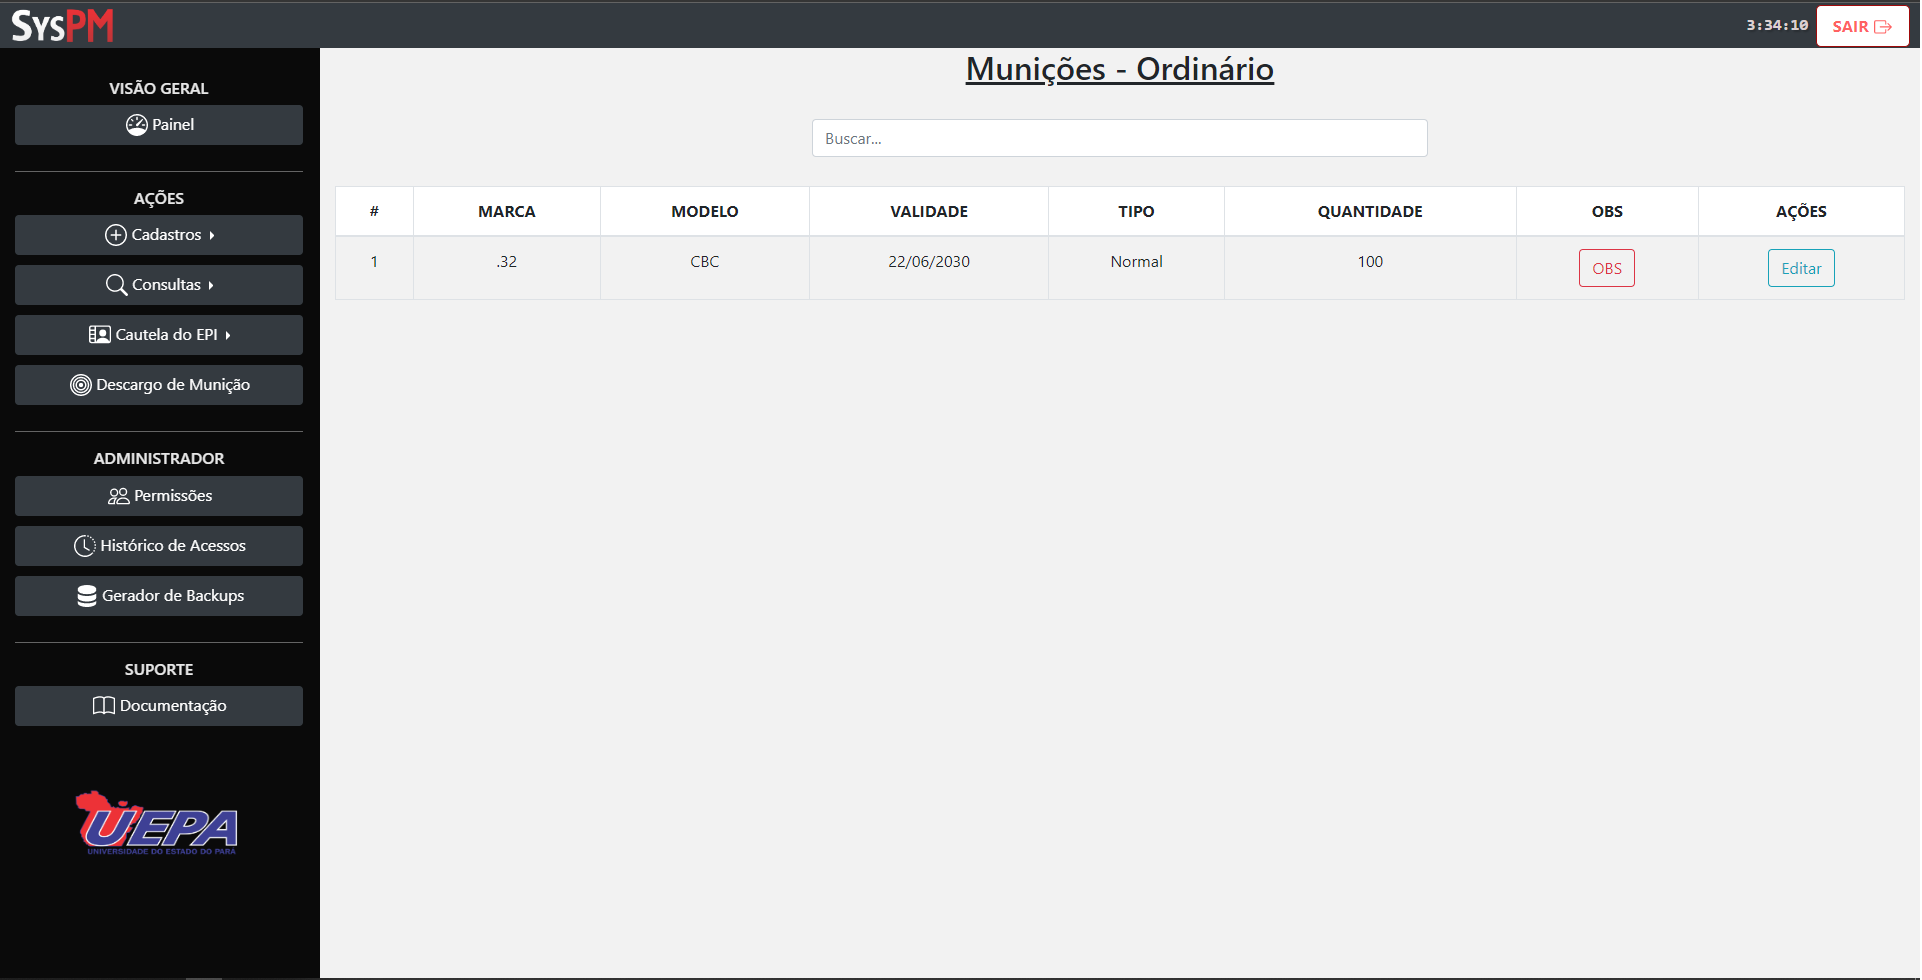 SysPM
3:34:10
SAIR
VISÃO GERAL
Painel
AÇÕES
Cadastros
Consultas
Cautela do EPI
Descargo de Munição
ADMINISTRADOR
Permissões
Histórico de Acessos
Gerador de Backups
SUPORTE
Documentação
UEPA
UNIVERSIDADE DO ESTADO DO PARÁ
Munições - Ordinário
Buscar...
# MARCA MODELO VALIDADE TIPO QUANTIDADE OBS AÇÕES
1 .32 CBC 22/06/2030 Normal 100 OBS Editar